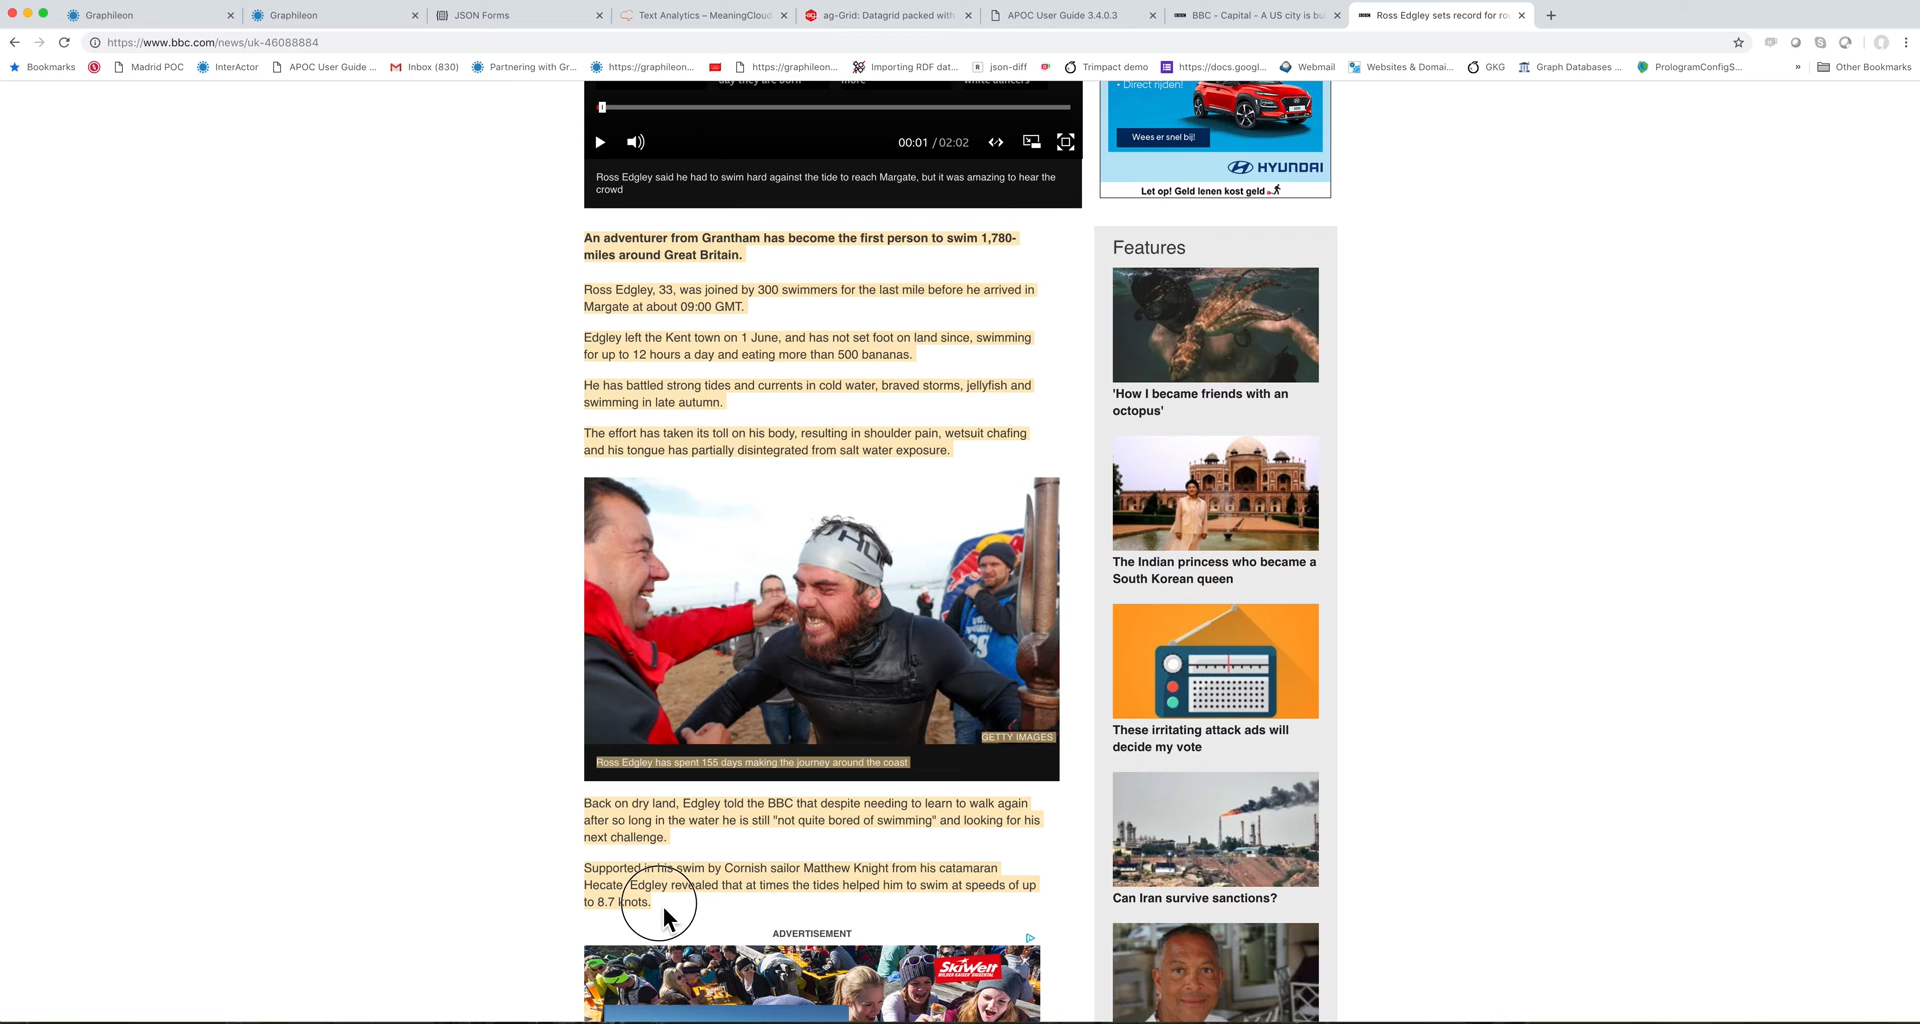 Graphileon
Graphileon
JSON Forms
Text Analytics – MeaningCloud
ag-Grid: Datagrid packed with
APOC User Guide 3.4.0.3
BBC - Capital - A US city is bu
Ross Edgley sets record for ro
https://www.bbc.com/news/uk-46088884
Bookmarks
Madrid POC
InterActor
APOC User Guide ...
Inbox (830)
Partnering with Gr...
https://graphileon...
https://graphileon...
Importing RDF dat...
json-diff
Trimpact demo
https://docs.googl...
Webmail
Websites & Domai...
GKG
Graph Databases ...
PrologramConfigS...
»
Other Bookmarks
day they are born
more
white dancers
00:01 / 02:02
Ross Edgley said he had to swim hard against the tide to reach Margate, but it was amazing to hear the
crowd
• Direct rijden!
Wees er snel bij!
HYUNDAI
Let op! Geld lenen kost geld
An adventurer from Grantham has become the first person to swim 1,780-
miles around Great Britain.
Ross Edgley, 33, was joined by 300 swimmers for the last mile before he arrived in
Margate at about 09:00 GMT.
Edgley left the Kent town on 1 June, and has not set foot on land since, swimming
for up to 12 hours a day and eating more than 500 bananas.
He has battled strong tides and currents in cold water, braved storms, jellyfish and
swimming in late autumn.
The effort has taken its toll on his body, resulting in shoulder pain, wetsuit chafing
and his tongue has partially disintegrated from salt water exposure.
GETTY IMAGES
Ross Edgley has spent 155 days making the journey around the coast
Back on dry land, Edgley told the BBC that despite needing to learn to walk again
after so long in the water he is still "not quite bored of swimming" and looking for his
next challenge.
Supported in his swim by Cornish sailor Matthew Knight from his catamaran
Hecate, Edgley revealed that at times the tides helped him to swim at speeds of up
to 8.7 knots.
ADVERTISEMENT
SkiWelt
WILDER KAISER BRIXENTAL
Features
'How I became friends with an
octopus'
The Indian princess who became a
South Korean queen
These irritating attack ads will
decide my vote
Can Iran survive sanctions?